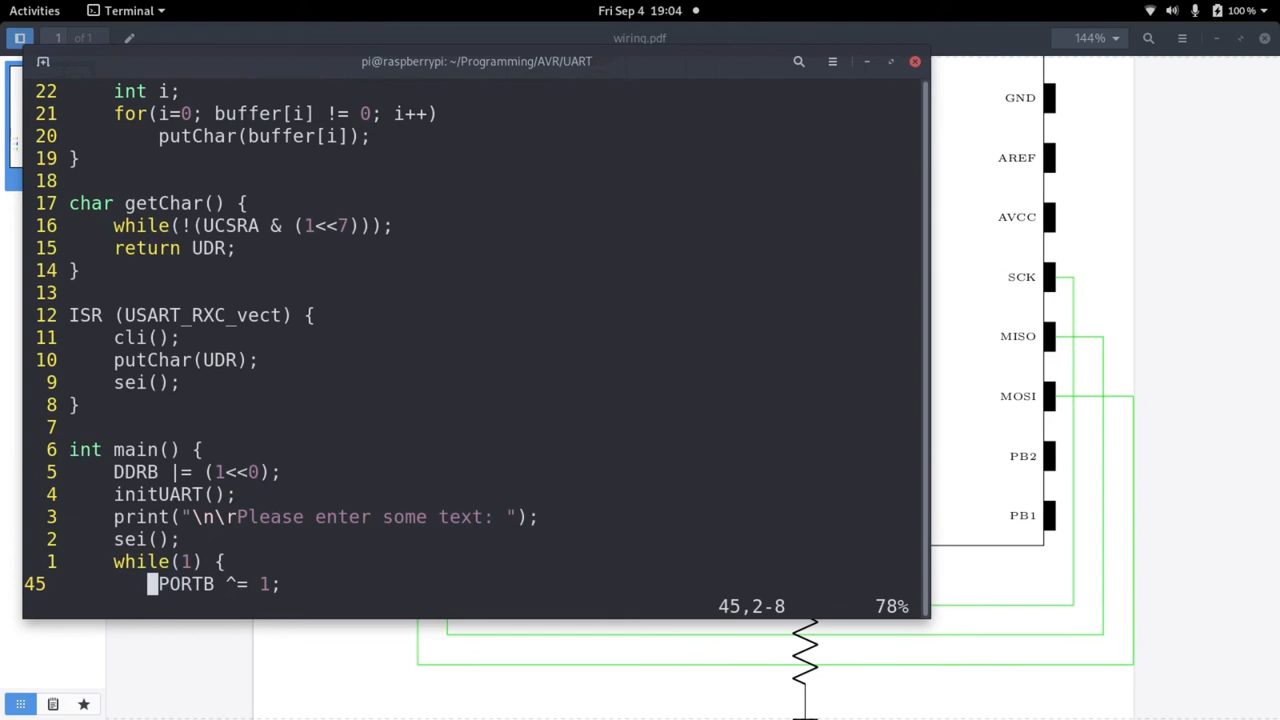 Activities Terminal Fri Sep 4 19:04 100 %
1 of 1 wiring.pdf 144%
pi@raspberrypi: ~/Programming/AVR/UART
22 int i;
21 for(i=0; buffer[i] != 0; i++)
20 putChar(buffer[i]);
19 }
18
17 char getChar() {
16 while(!(UCSRA & (1<<7)));
15 return UDR;
14 }
13
12 ISR (USART_RXC_vect) {
11 cli();
10 putChar(UDR);
9 sei();
8 }
7
6 int main() {
5 DDRB |= (1<<0);
4 initUART();
3 print("\n\rPlease enter some text: ");
2 sei();
1 while(1) {
45 PORTB ^= 1;
45,2-8 78%
GND
AREF
AVCC
SCK
MISO
MOSI
PB2
PB1